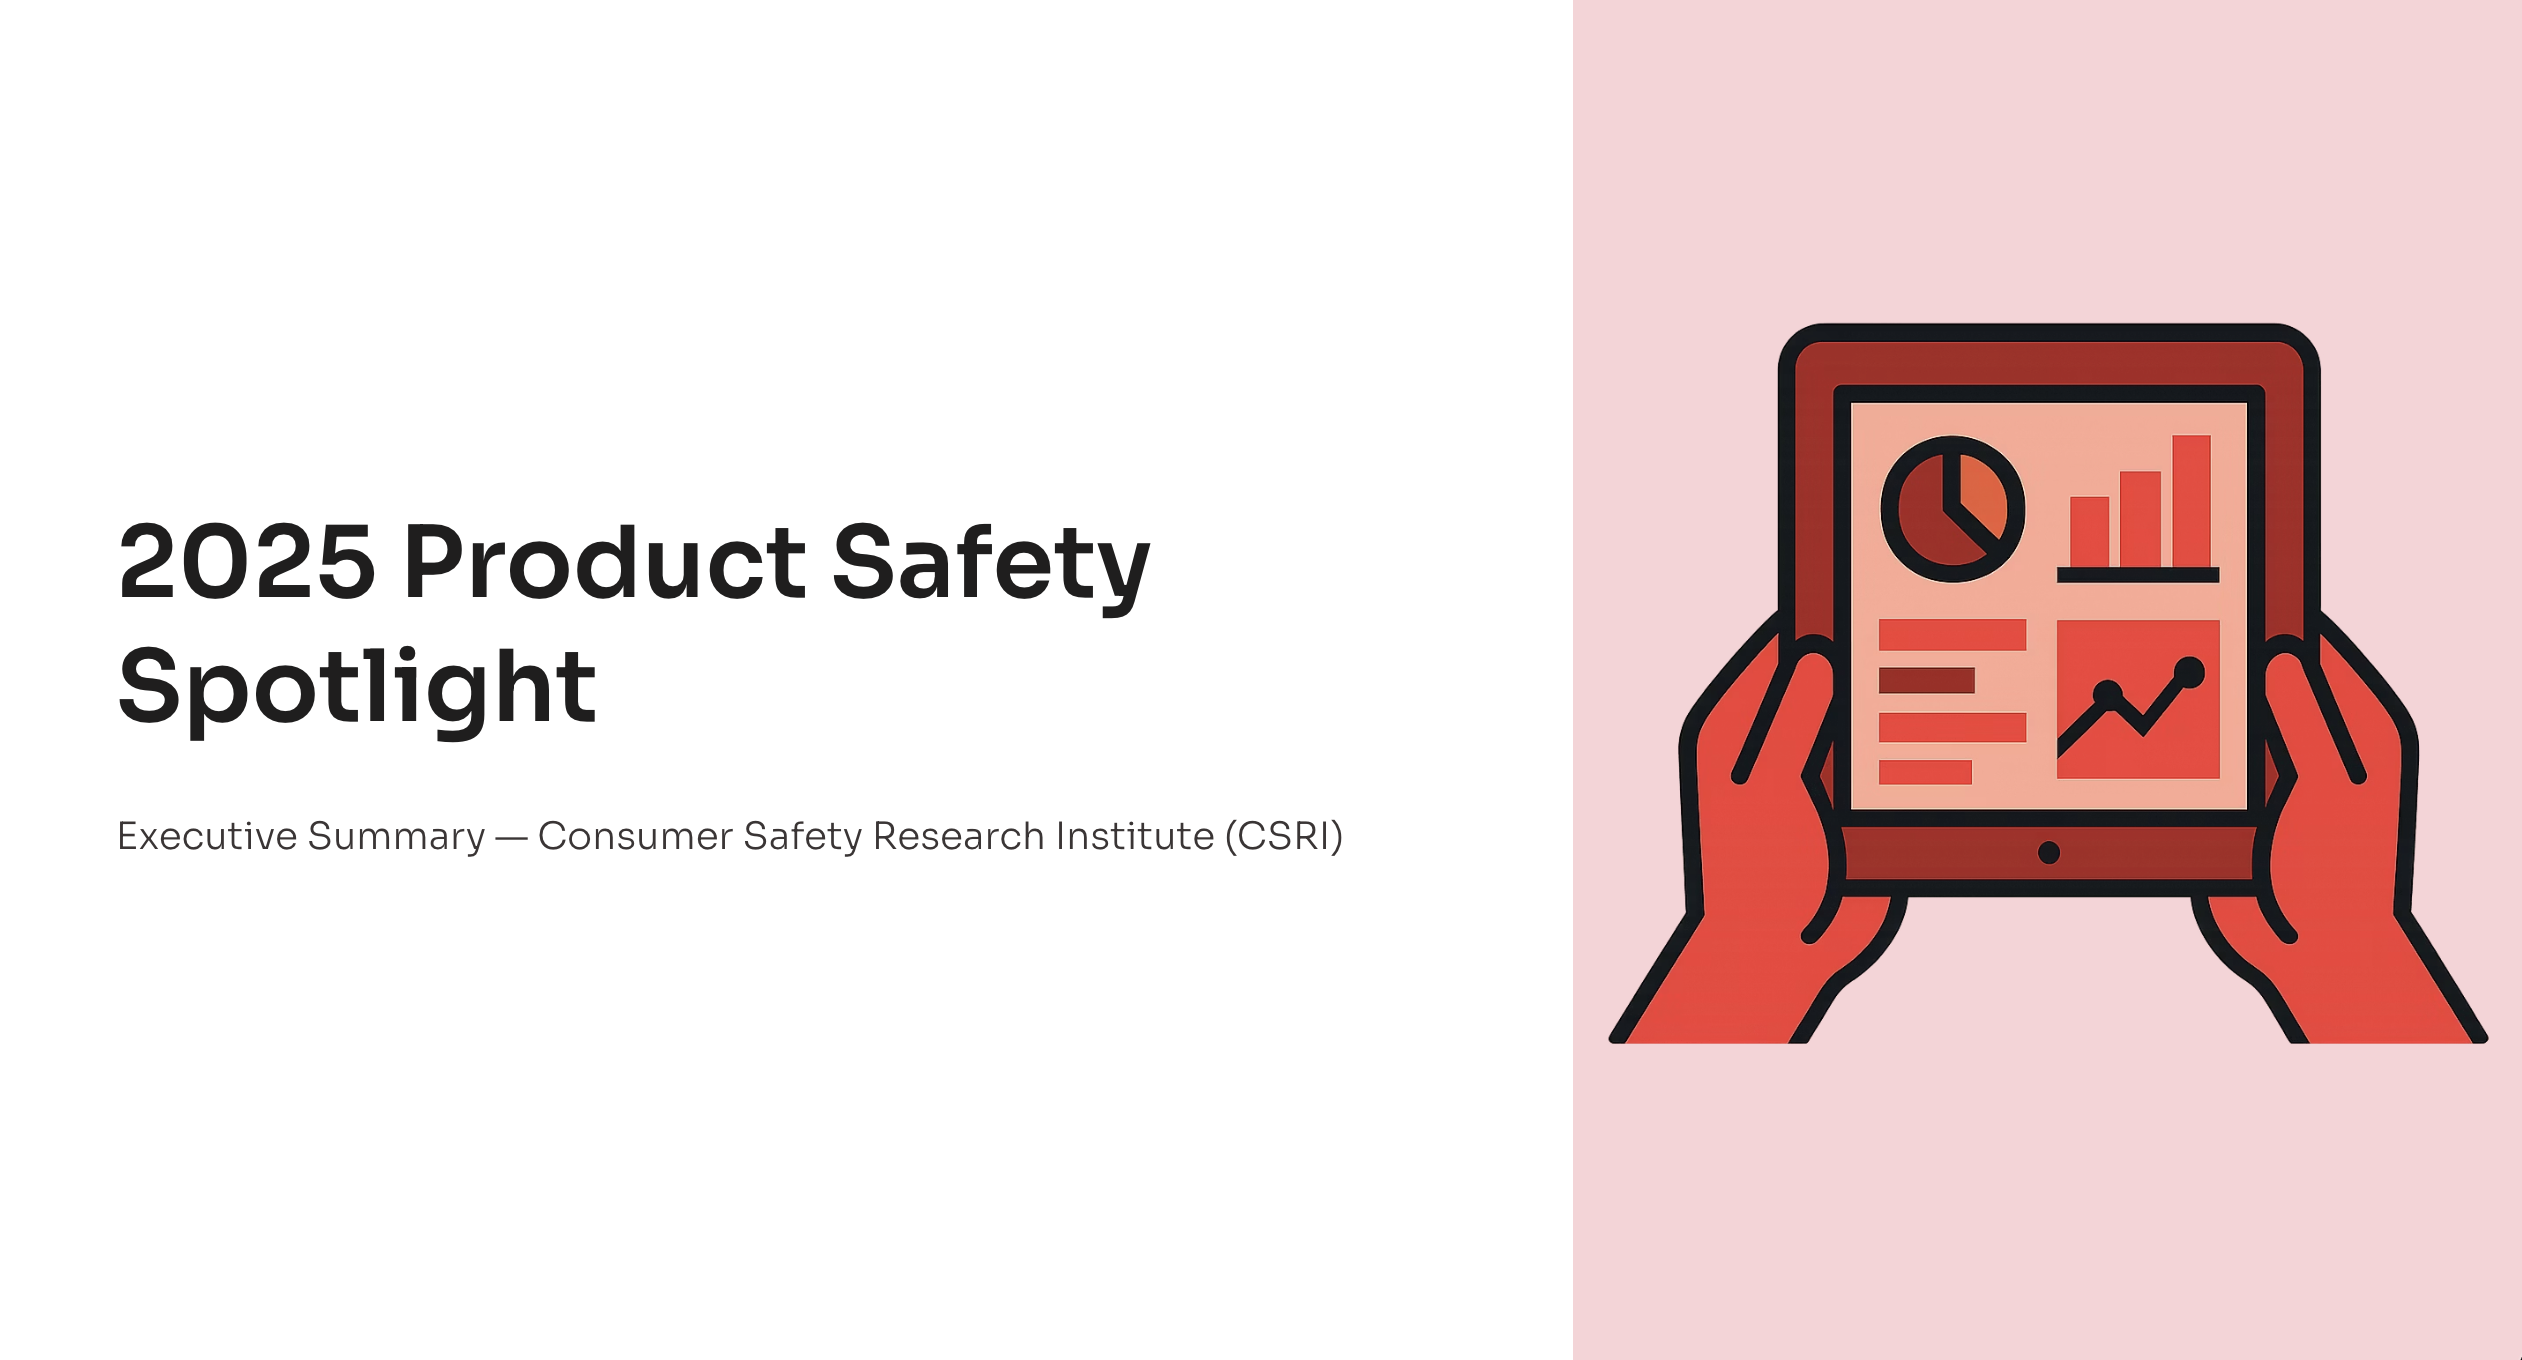 2025 Product Safety
Spotlight
Executive Summary — Consumer Safety Research Institute (CSRI)